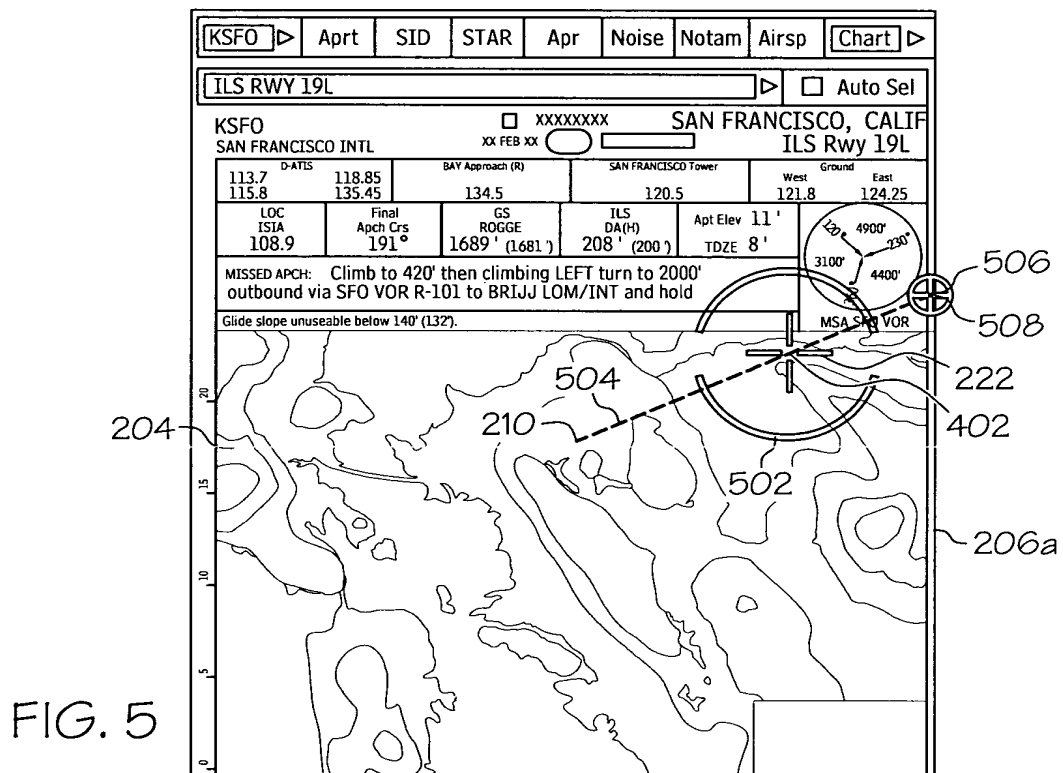 KSFO Aprt SID STAR Apr Noise Notam Airsp Chart
ILS RWY 19L Auto Sel
KSFO XXXXXXXX SAN FRANCISCO, CALIF
SAN FRANCISCO INTL XX FEB XX ILS Rwy 19L
D-ATIS BAY Approach (R) SAN FRANCISCO Tower Ground
West East
113.7 118.85
115.8 135.45 134.5 120.5 121.8 124.25
LOC Final GS ILS Apt Elev 11'
ISIA Apch Crs ROGGE DA(H)
108.9 191° 1689' (1681') 208' (200') TDZE 8'
120° 4900' 230°
3100' 4400'
MISSED APCH: Climb to 420' then climbing LEFT turn to 2000'
outbound via SFO VOR R-101 to BRIJJ LOM/INT and hold
Glide slope unuseable below 140' (132').
MSA SFO VOR
506
508
222
402
504
210
502
204
206a
20
15
10
5
0
FIG. 5